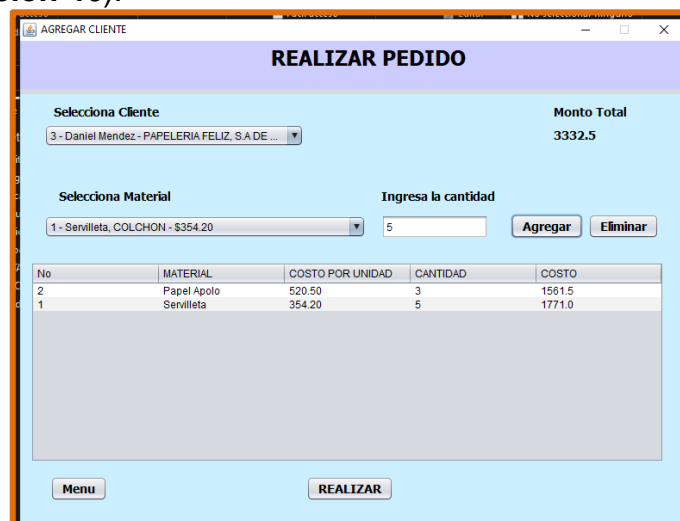 AGREGAR CLIENTE
REALIZAR PEDIDO
Selecciona Cliente Monto Total
3 - Daniel Mendez - PAPELERIA FELIZ, S.A DE ... 3332.5
Selecciona Material Ingresa la cantidad
1 - Servilleta, COLCHON - $354.20 5 Agregar Eliminar
No MATERIAL COSTO POR UNIDAD CANTIDAD COSTO
2 Papel Apolo 520.50 3 1561.5
1 Servilleta 354.20 5 1771.0
Menu REALIZAR